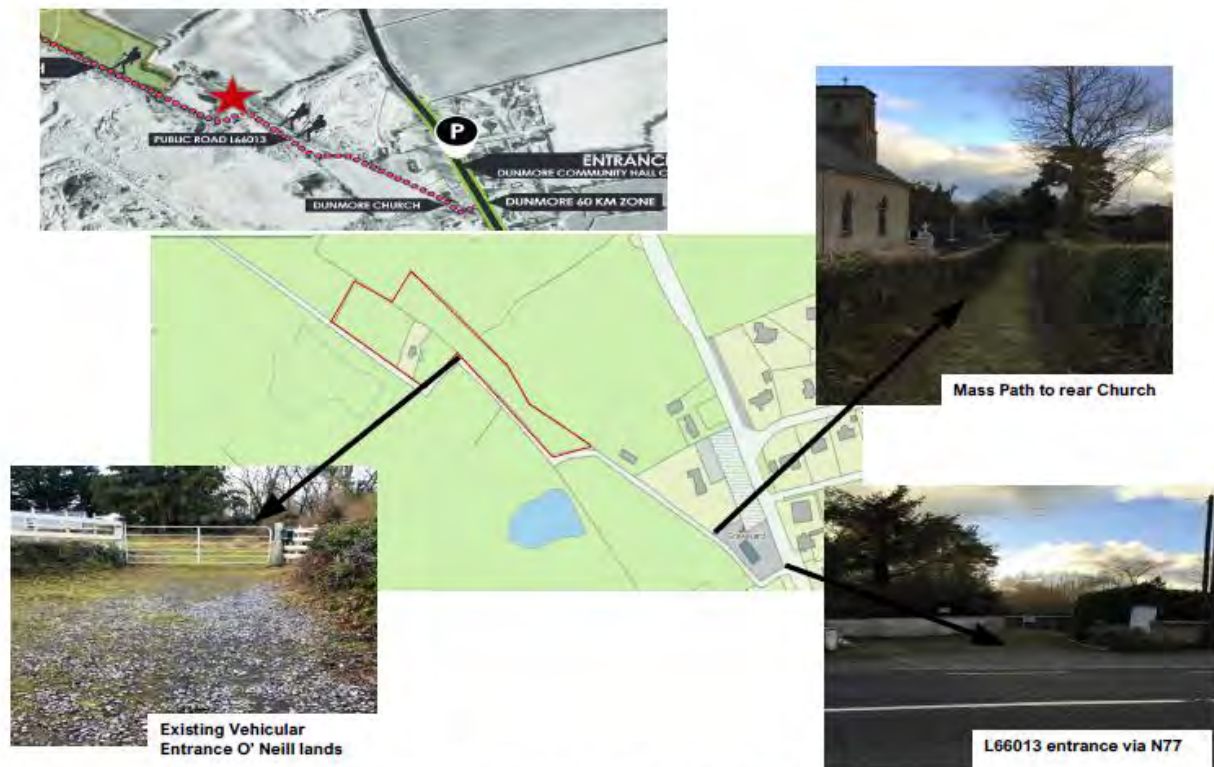 H
PUBLIC ROAD L66013
P
ENTRANCE
DUNMORE COMMUNITY HALL C
DUNMORE CHURCH
DUNMORE 60 KM ZONE
Mass Path to rear Church
Graveyard
Existing Vehicular
Entrance O' Neill lands
L66013 entrance via N77